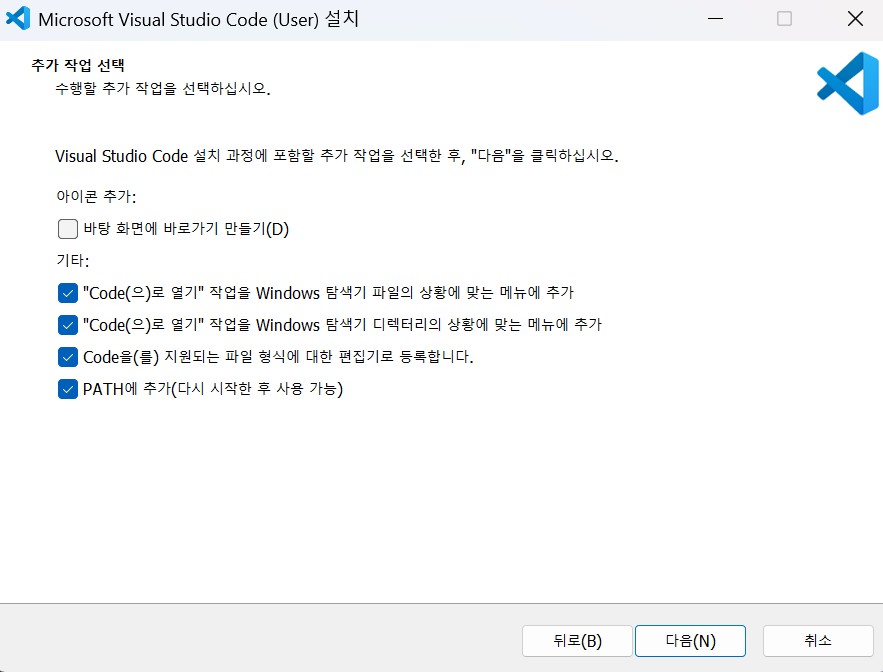 Microsoft Visual Studio Code (User) 설치
추가 작업 선택
수행할 추가 작업을 선택하십시오.
Visual Studio Code 설치 과정에 포함할 추가 작업을 선택한 후, "다음"을 클릭하십시오.
아이콘 추가:
바탕 화면에 바로가기 만들기(D)
기타:
"Code(으)로 열기" 작업을 Windows 탐색기 파일의 상황에 맞는 메뉴에 추가
"Code(으)로 열기" 작업을 Windows 탐색기 디렉터리의 상황에 맞는 메뉴에 추가
Code을(를) 지원되는 파일 형식에 대한 편집기로 등록합니다.
PATH에 추가(다시 시작한 후 사용 가능)
뒤로(B) 다음(N) 취소